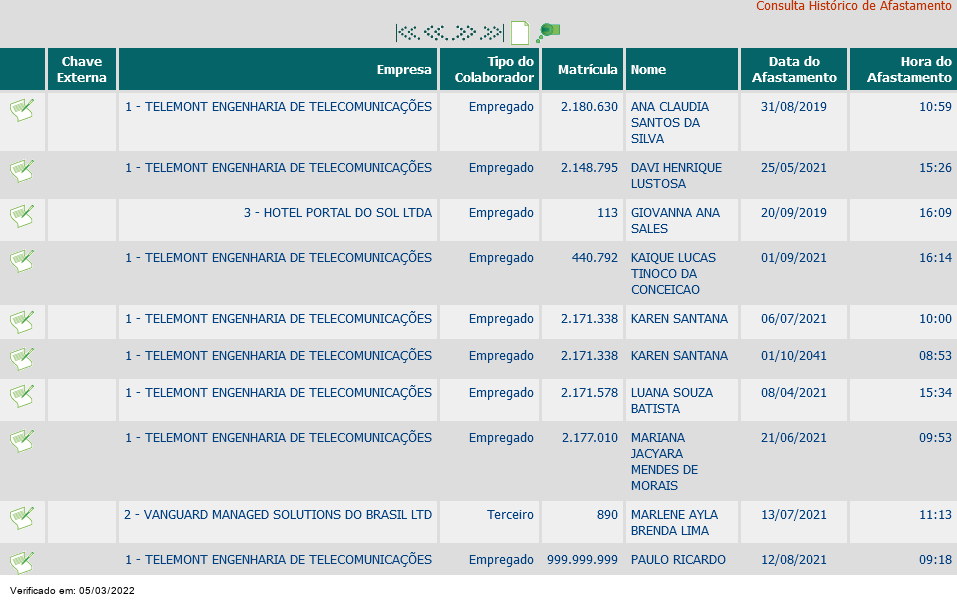 Consulta Histórico de Afastamento
Chave Externa Empresa Tipo do Colaborador Matrícula Nome Data do Afastamento Hora do Afastamento
1 - TELEMONT ENGENHARIA DE TELECOMUNICAÇÕES Empregado 2.180.630 ANA CLAUDIA SANTOS DA SILVA 31/08/2019 10:59
1 - TELEMONT ENGENHARIA DE TELECOMUNICAÇÕES Empregado 2.148.795 DAVI HENRIQUE LUSTOSA 25/05/2021 15:26
3 - HOTEL PORTAL DO SOL LTDA Empregado 113 GIOVANNA ANA SALES 20/09/2019 16:09
1 - TELEMONT ENGENHARIA DE TELECOMUNICAÇÕES Empregado 440.792 KAIQUE LUCAS TINOCO DA CONCEICAO 01/09/2021 16:14
1 - TELEMONT ENGENHARIA DE TELECOMUNICAÇÕES Empregado 2.171.338 KAREN SANTANA 06/07/2021 10:00
1 - TELEMONT ENGENHARIA DE TELECOMUNICAÇÕES Empregado 2.171.338 KAREN SANTANA 01/10/2041 08:53
1 - TELEMONT ENGENHARIA DE TELECOMUNICAÇÕES Empregado 2.171.578 LUANA SOUZA BATISTA 08/04/2021 15:34
1 - TELEMONT ENGENHARIA DE TELECOMUNICAÇÕES Empregado 2.177.010 MARIANA JACYARA MENDES DE MORAIS 21/06/2021 09:53
2 - VANGUARD MANAGED SOLUTIONS DO BRASIL LTD Terceiro 890 MARLENE AYLA BRENDA LIMA 13/07/2021 11:13
1 - TELEMONT ENGENHARIA DE TELECOMUNICAÇÕES Empregado 999.999.999 PAULO RICARDO 12/08/2021 09:18
Verificado em: 05/03/2022